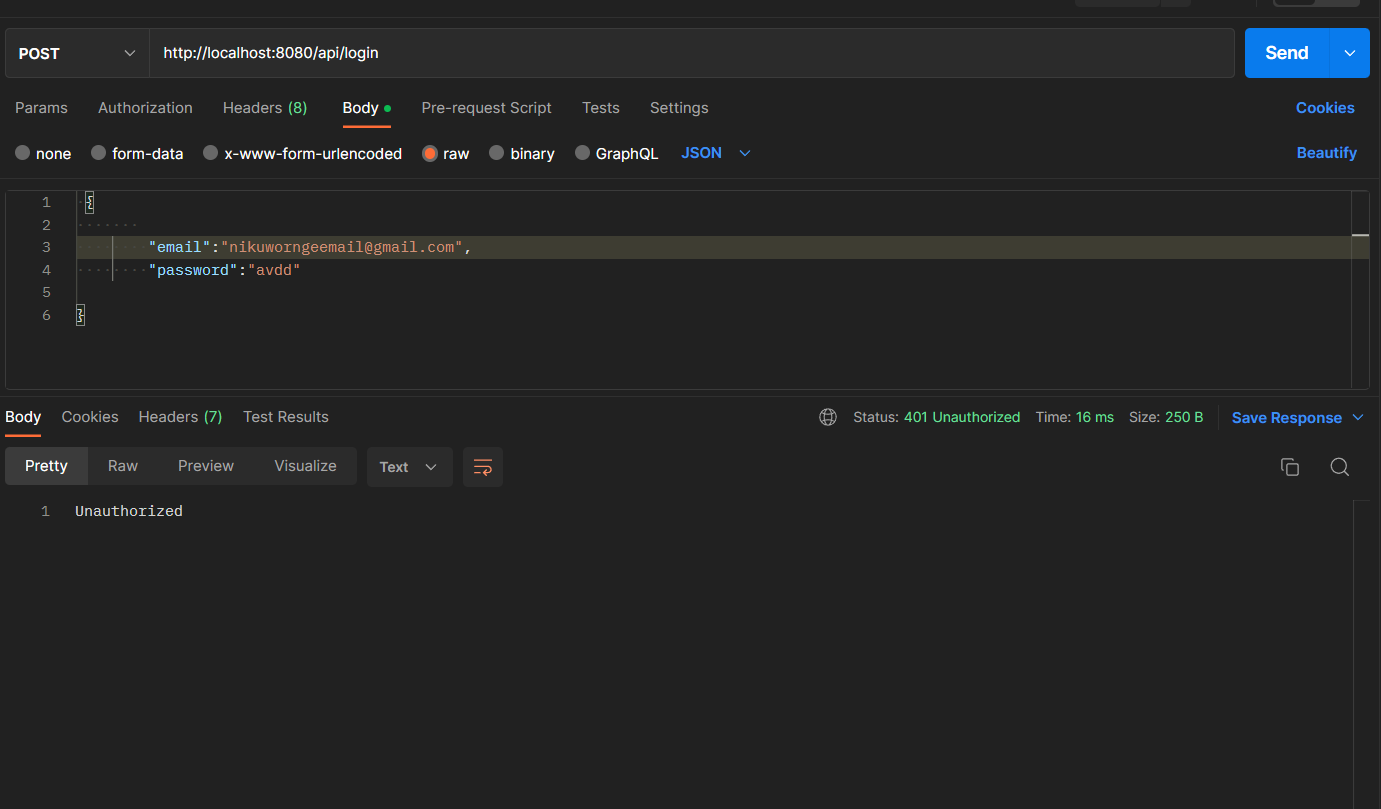 POST http://localhost:8080/api/login Send
Params Authorization Headers (8) Body Pre-request Script Tests Settings Cookies
none form-data x-www-form-urlencoded raw binary GraphQL JSON Beautify
1 {
2
3 "email":"nikuworngeemail@gmail.com",
4 "password":"avdd"
5
6 }
Body Cookies Headers (7) Test Results Status: 401 Unauthorized Time: 16 ms Size: 250 B Save Response
Pretty Raw Preview Visualize Text
1 Unauthorized